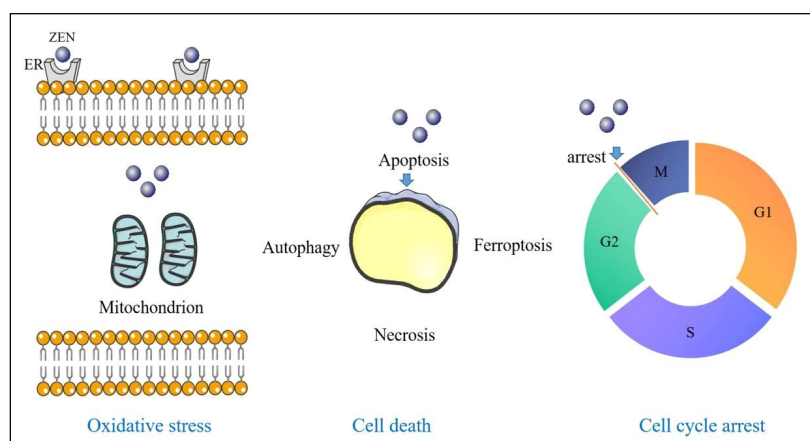 ZEN
ER
Mitochondrion
Oxidative stress
Apoptosis
Autophagy
Ferroptosis
Necrosis
Cell death
arrest
M
G1
G2
S
Cell cycle arrest